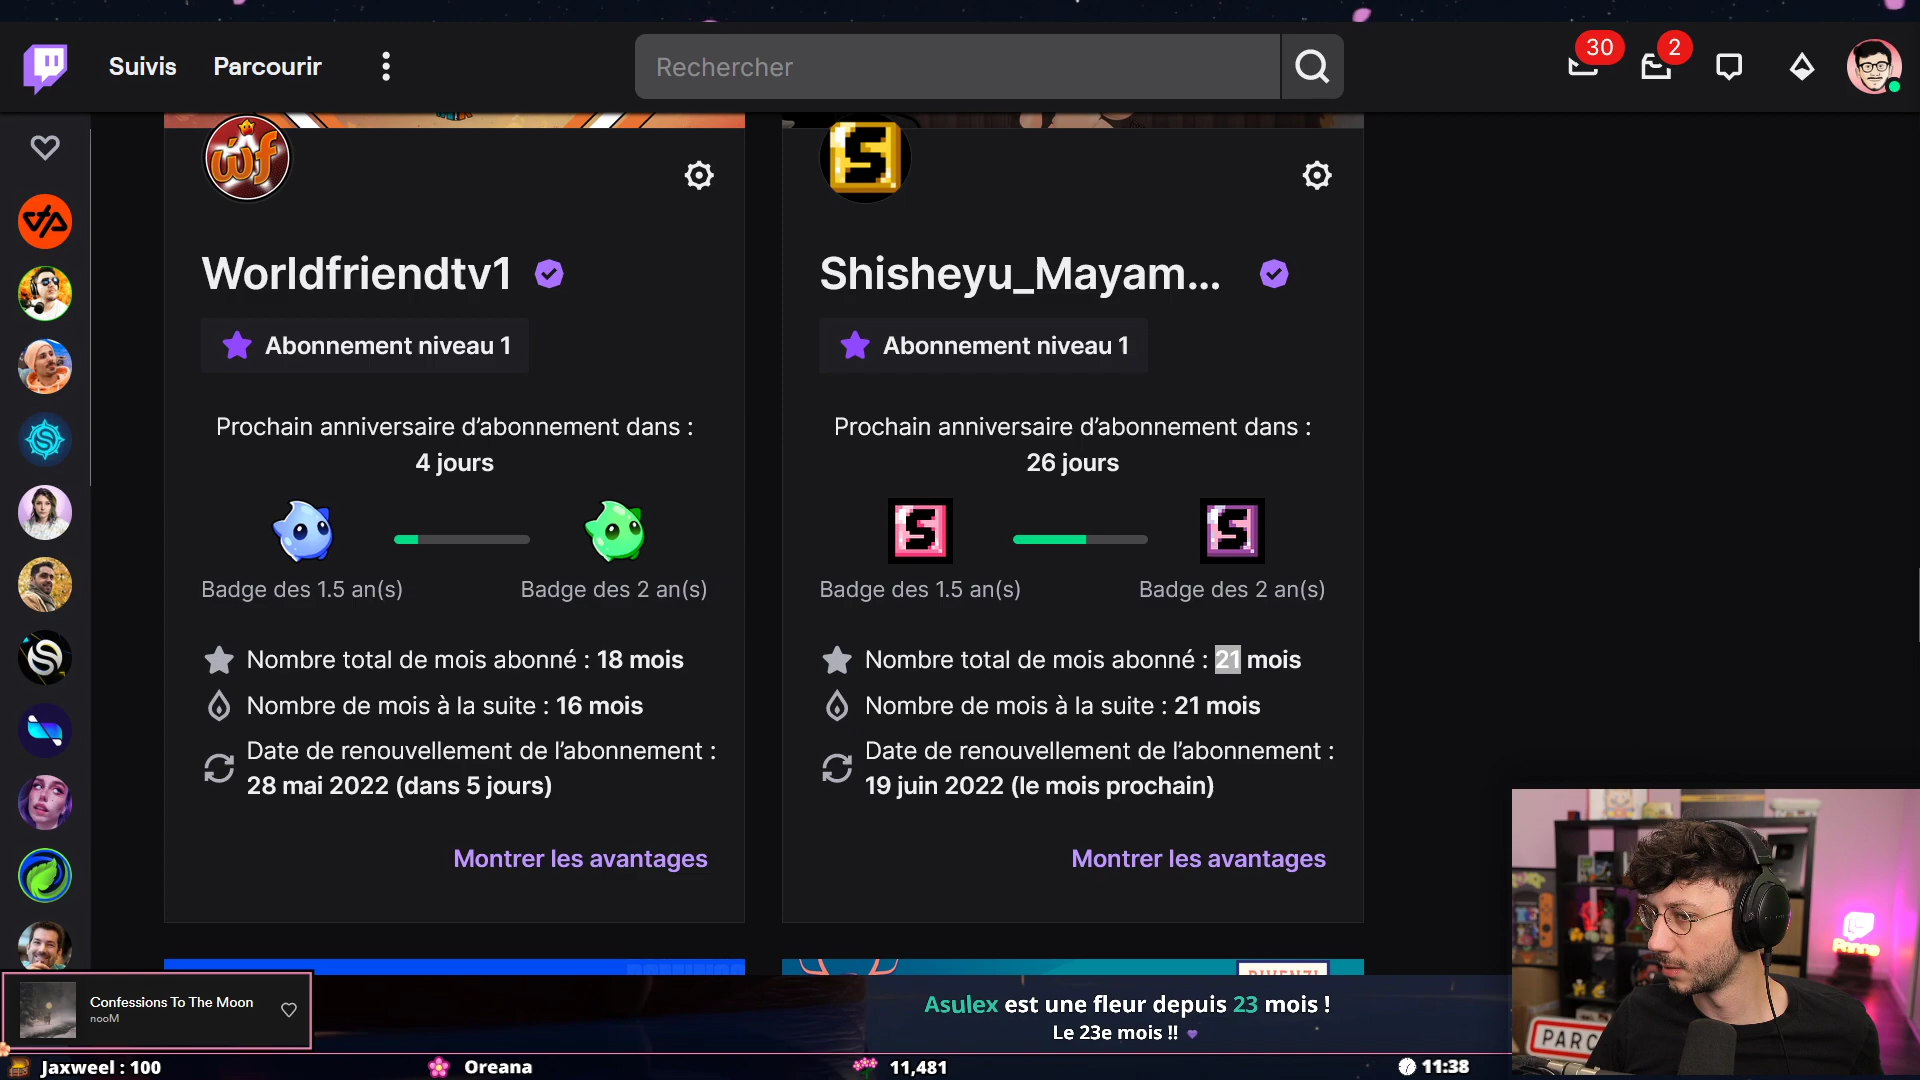 Suivis
Parcourir
Rechercher
30
2
wf
S
Worldfriendtv1
Shisheyu_Mayam...
Abonnement niveau 1
Abonnement niveau 1
Prochain anniversaire d'abonnement dans :
4 jours
Prochain anniversaire d'abonnement dans :
26 jours
S
S
Badge des 1.5 an(s)
Badge des 2 an(s)
Badge des 1.5 an(s)
Badge des 2 an(s)
Nombre total de mois abonné : 18 mois
Nombre total de mois abonné : 21 mois
Nombre de mois à la suite : 16 mois
Nombre de mois à la suite : 21 mois
Date de renouvellement de l'abonnement :
28 mai 2022 (dans 5 jours)
Date de renouvellement de l'abonnement :
19 juin 2022 (le mois prochain)
Montrer les avantages
Montrer les avantages
Confessions To The Moon
nooM
Asulex est une fleur depuis 23 mois !
Le 23e mois !!
PARC
Jaxweel : 100
Oreana
11,481
11:38